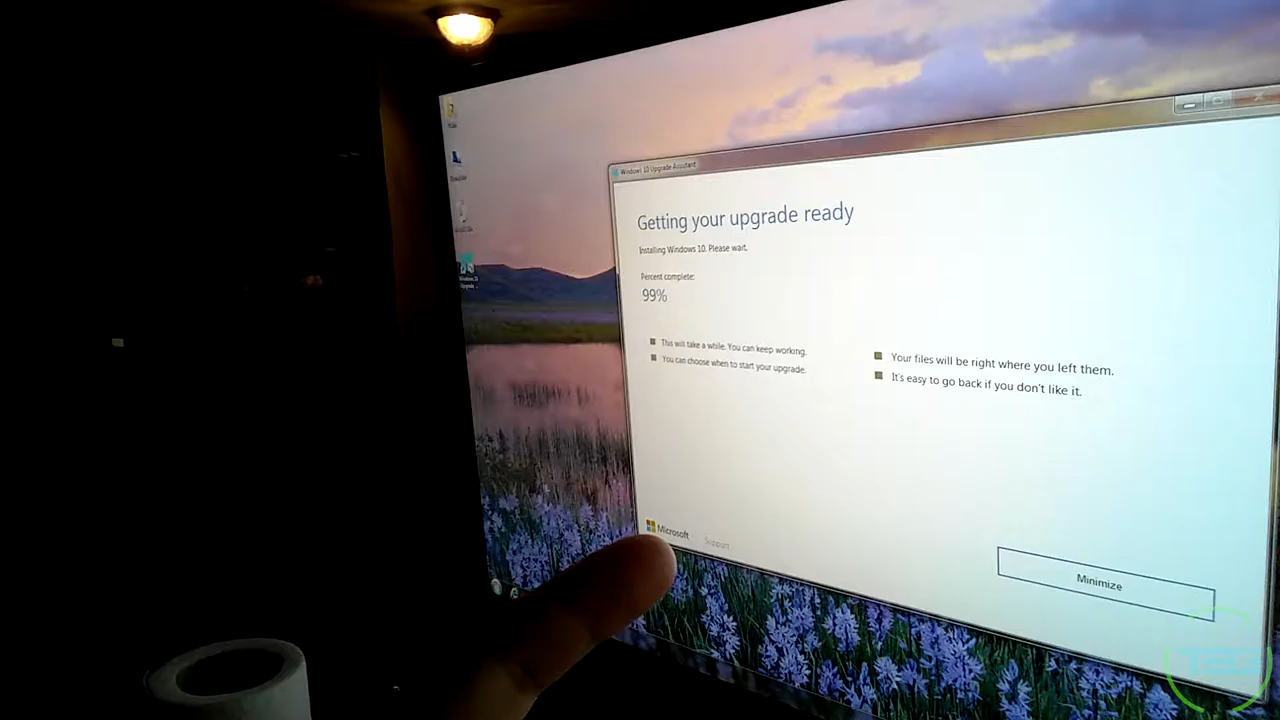 Windows 10 Upgrade Assistant
Getting your upgrade ready
Installing Windows 10. Please wait.
Percent complete:
99%
This will take a while. You can keep working.
You can choose when to start your upgrade.
Your files will be right where you left them.
It's easy to go back if you don't like it.
Microsoft
Support
Minimize